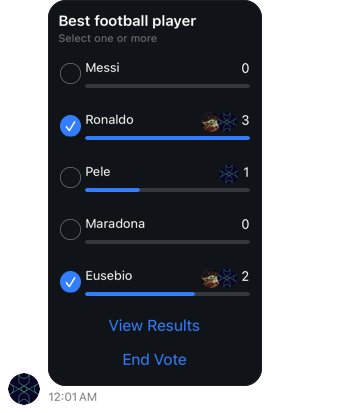 Best football player
Select one or more
Messi 0
Ronaldo 3
Pele 1
Maradona 0
Eusebio 2
View Results
End Vote
12:01 AM